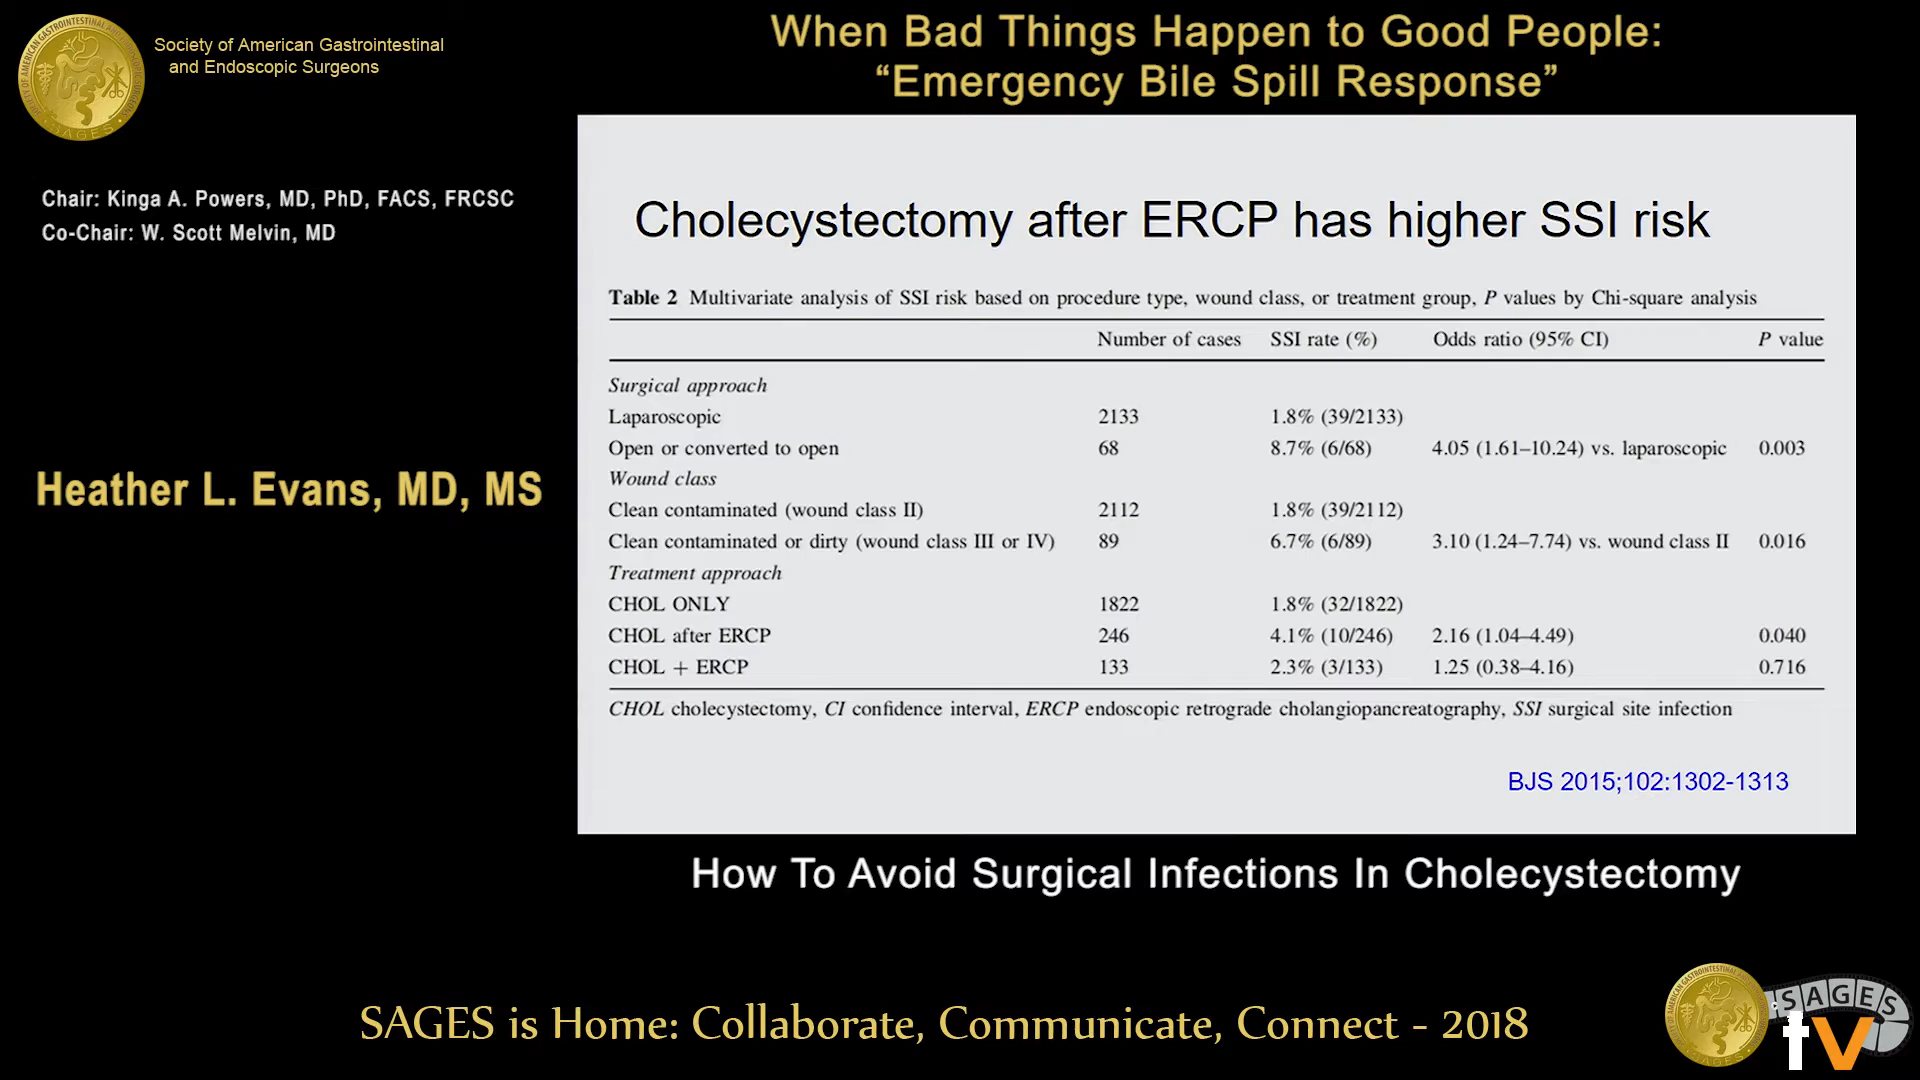 Society of American Gastrointestinal
and Endoscopic Surgeons
When Bad Things Happen to Good People:
“Emergency Bile Spill Response”
Chair: Kinga A. Powers, MD, PhD, FACS, FRCSC
Co-Chair: W. Scott Melvin, MD
Heather L. Evans, MD, MS
Cholecystectomy after ERCP has higher SSI risk
Table 2 Multivariate analysis of SSI risk based on procedure type, wound class, or treatment group, P values by Chi-square analysis
Number of cases SSI rate (%) Odds ratio (95% CI) P value
Surgical approach
Laparoscopic 2133 1.8% (39/2133)
Open or converted to open 68 8.7% (6/68) 4.05 (1.61–10.24) vs. laparoscopic 0.003
Wound class
Clean contaminated (wound class II) 2112 1.8% (39/2112)
Clean contaminated or dirty (wound class III or IV) 89 6.7% (6/89) 3.10 (1.24–7.74) vs. wound class II 0.016
Treatment approach
CHOL ONLY 1822 1.8% (32/1822)
CHOL after ERCP 246 4.1% (10/246) 2.16 (1.04–4.49) 0.040
CHOL + ERCP 133 2.3% (3/133) 1.25 (0.38–4.16) 0.716
CHOL cholecystectomy, CI confidence interval, ERCP endoscopic retrograde cholangiopancreatography, SSI surgical site infection
BJS 2015;102:1302-1313
How To Avoid Surgical Infections In Cholecystectomy
SAGES is Home: Collaborate, Communicate, Connect - 2018
SAGES
tv